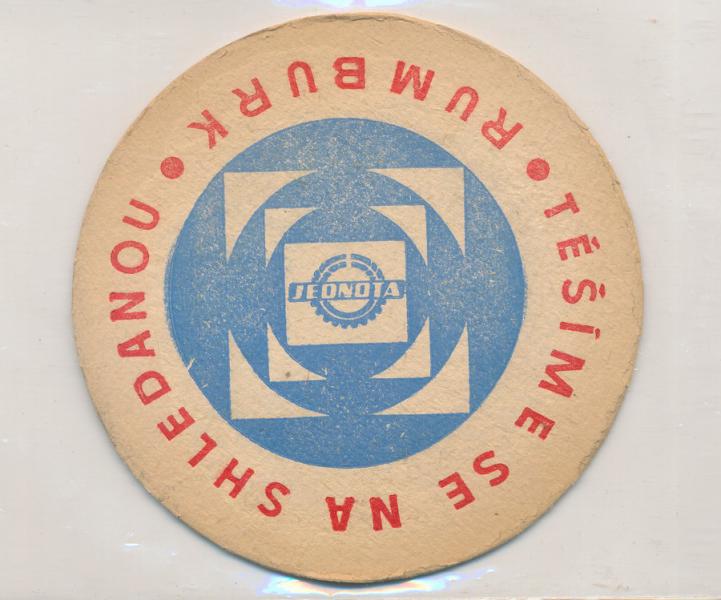 RUMBURK
• TĚŠÍME SE NA SHLEDANOU •
JEDNOTA